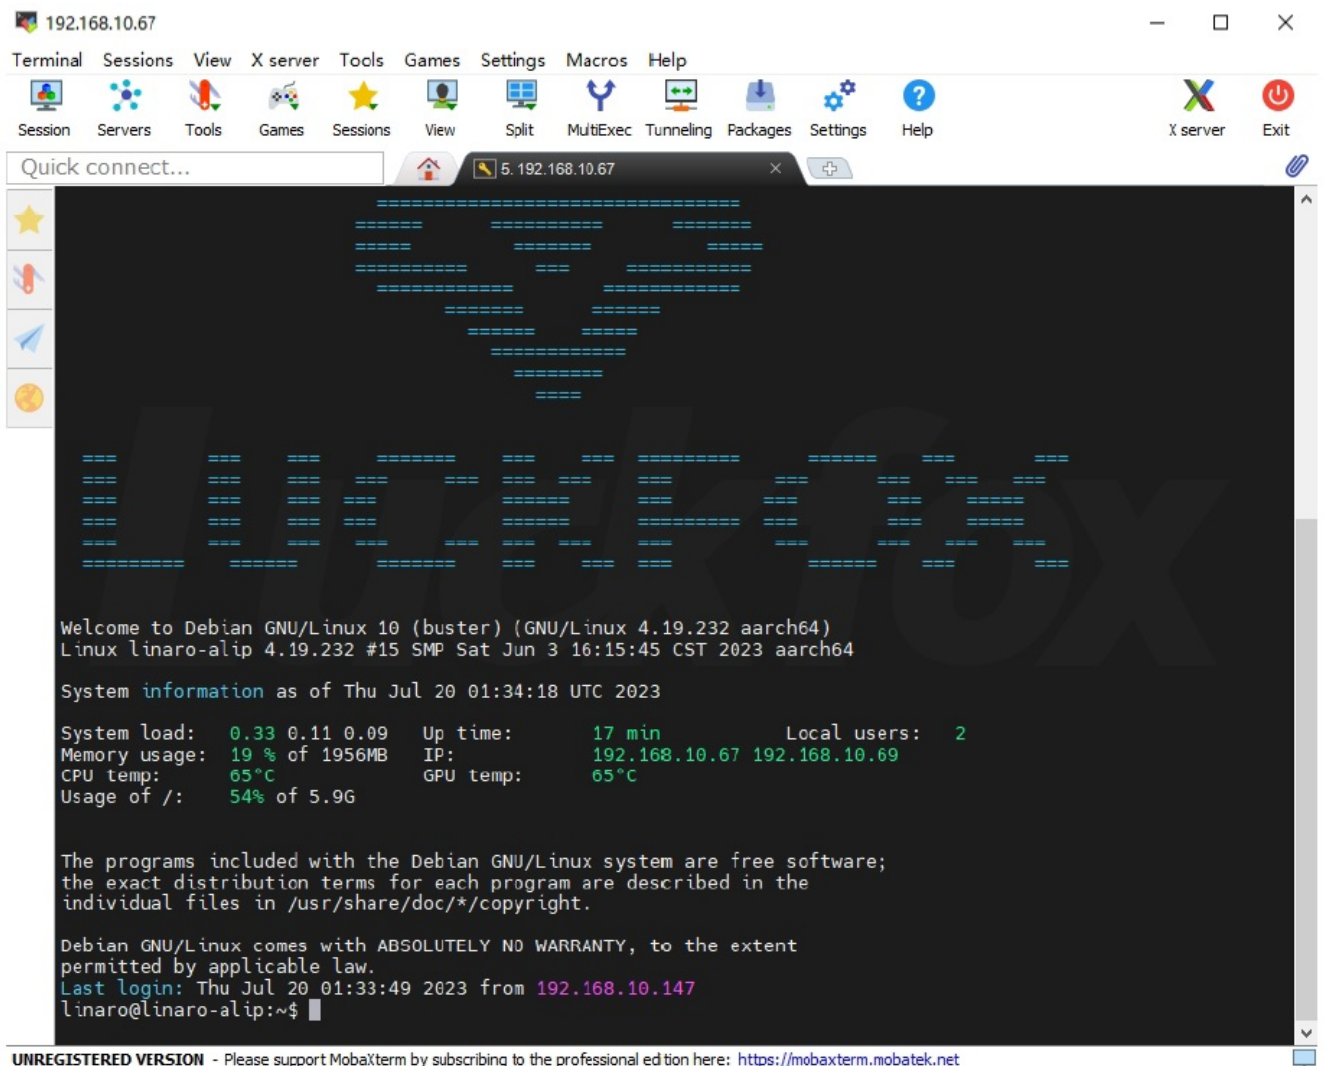 192.168.10.67
Terminal Sessions View X server Tools Games Settings Macros Help
Session Servers Tools Games Sessions View Split MultiExec Tunneling Packages Settings Help X server Exit
Quick connect...
5. 192.168.10.67
LUCKFOX
Luckfox
Welcome to Debian GNU/Linux 10 (buster) (GNU/Linux 4.19.232 aarch64)
Linux linaro-alip 4.19.232 #15 SMP Sat Jun 3 16:15:45 CST 2023 aarch64
System information as of Thu Jul 20 01:34:18 UTC 2023
System load: 0.33 0.11 0.09 Up time: 17 min Local users: 2
Memory usage: 19 % of 1956MB IP: 192.168.10.67 192.168.10.69
CPU temp: 65°C GPU temp: 65°C
Usage of /: 54% of 5.9G
The programs included with the Debian GNU/Linux system are free software;
the exact distribution terms for each program are described in the
individual files in /usr/share/doc/*/copyright.
Debian GNU/Linux comes with ABSOLUTELY NO WARRANTY, to the extent
permitted by applicable law.
Last login: Thu Jul 20 01:33:49 2023 from 192.168.10.147
linaro@linaro-alip:~$
UNREGISTERED VERSION - Please support MobaXterm by subscribing to the professional edition here: https://mobaxterm.mobatek.net